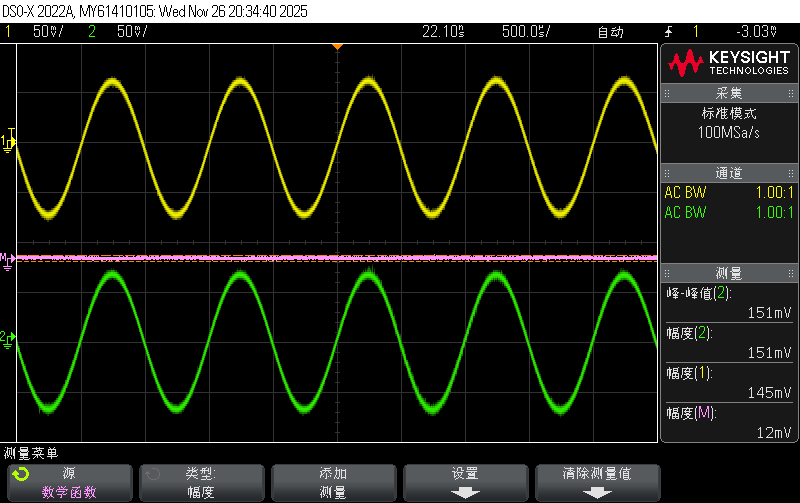 DSO-X 2022A, MY61410105: Wed Nov 26 20:34:40 2025
1 50%/ 2 50%/ 22.10s 500.0s/ 自动 1 -3.03V
KEYSIGHT
TECHNOLOGIES
采集
标准模式
100MSa/s
通道
AC BW 1.00:1
AC BW 1.00:1
测量
峰-峰值(2):
151mV
幅度(2):
151mV
幅度(1):
145mV
幅度(M):
12mV
1
T
M
2
测量菜单
源
数学函数
类型:
幅度
添加
测量
设置
清除测量值